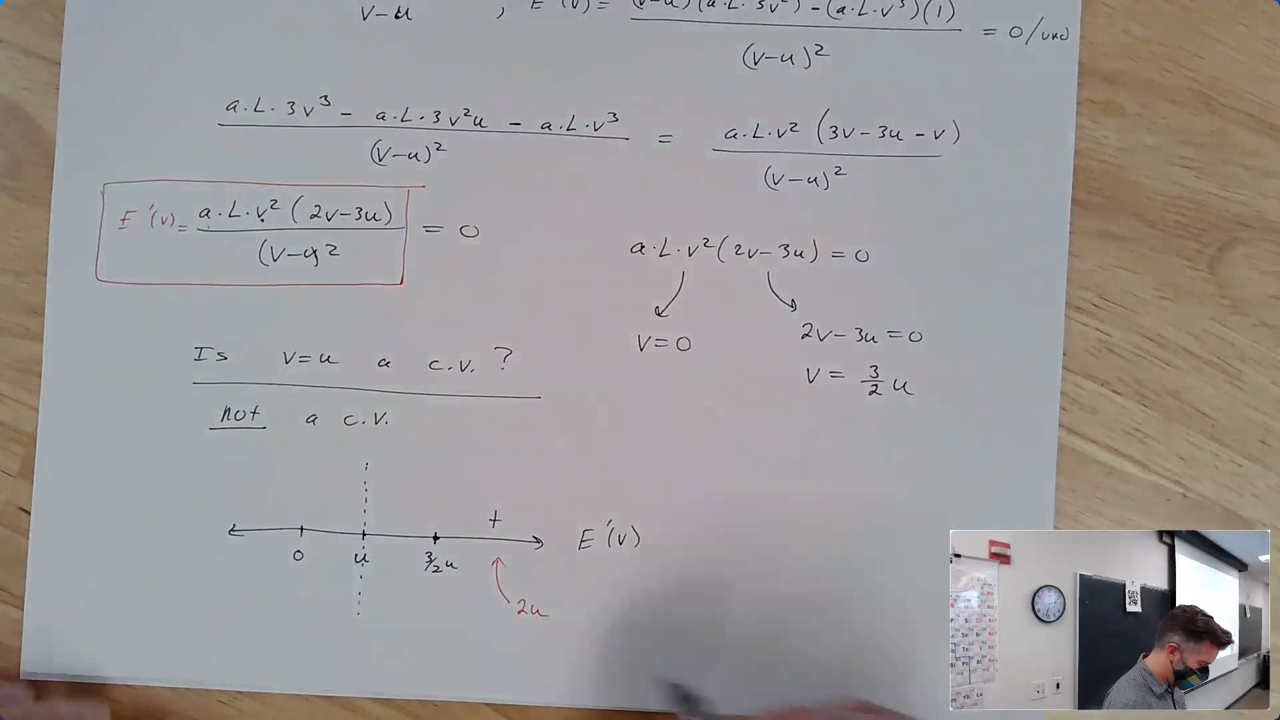 v-u , E'(v) = (v-u)(a.L.3v²) - (a.L.v³)(1) / (v-u)² = 0/und
a.L.3v³ - a.L.3v²u - a.L.v³ / (v-u)² = a.L.v² (3v-3u-v) / (v-u)²
E'(v) = a.L.v² (2v-3u) / (v-u)² = 0
a.L.v²(2v-3u) = 0
v=0
2v-3u=0
v = 3/2 u
Is v=u a c.v. ?
not a c.v.
+
0 u 3/2u E'(v)
2u